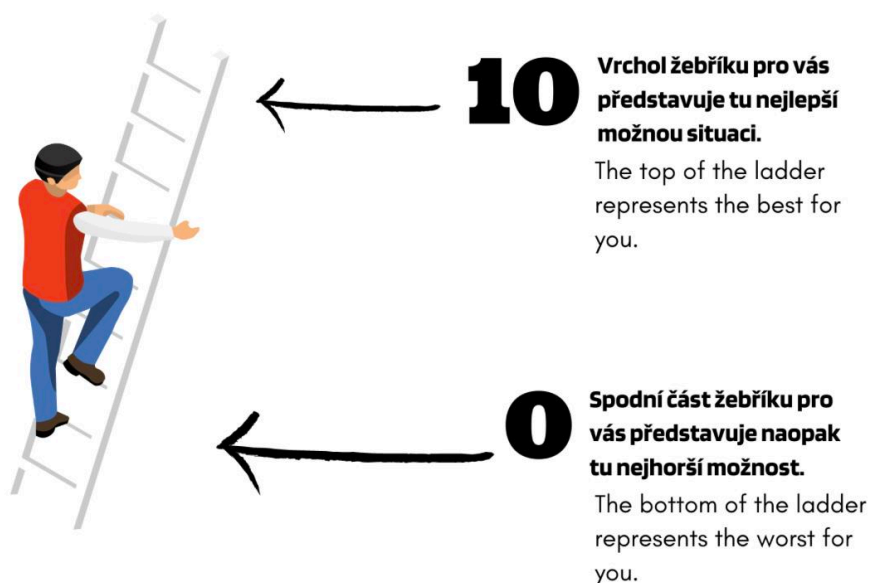 10
Vrchol žebříku pro vás
představuje tu nejlepší
možnou situaci.
The top of the ladder
represents the best for
you.
0
Spodní část žebříku pro
vás představuje naopak
tu nejhorší možnost.
The bottom of the ladder
represents the worst for
you.